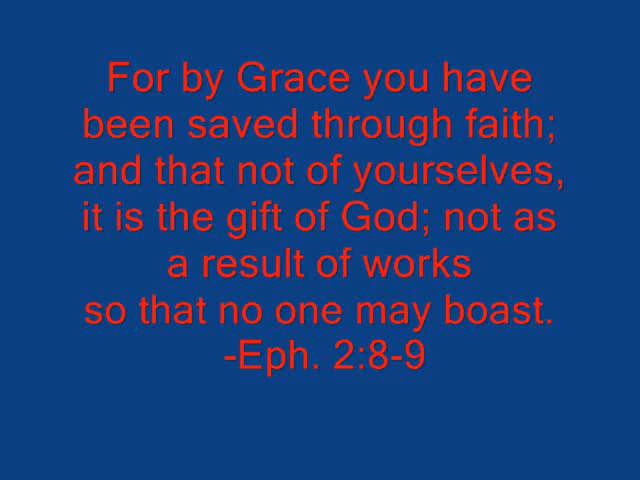 For by Grace you have
been saved through faith;
and that not of yourselves,
it is the gift of God; not as
a result of works
so that no one may boast.
-Eph. 2:8-9